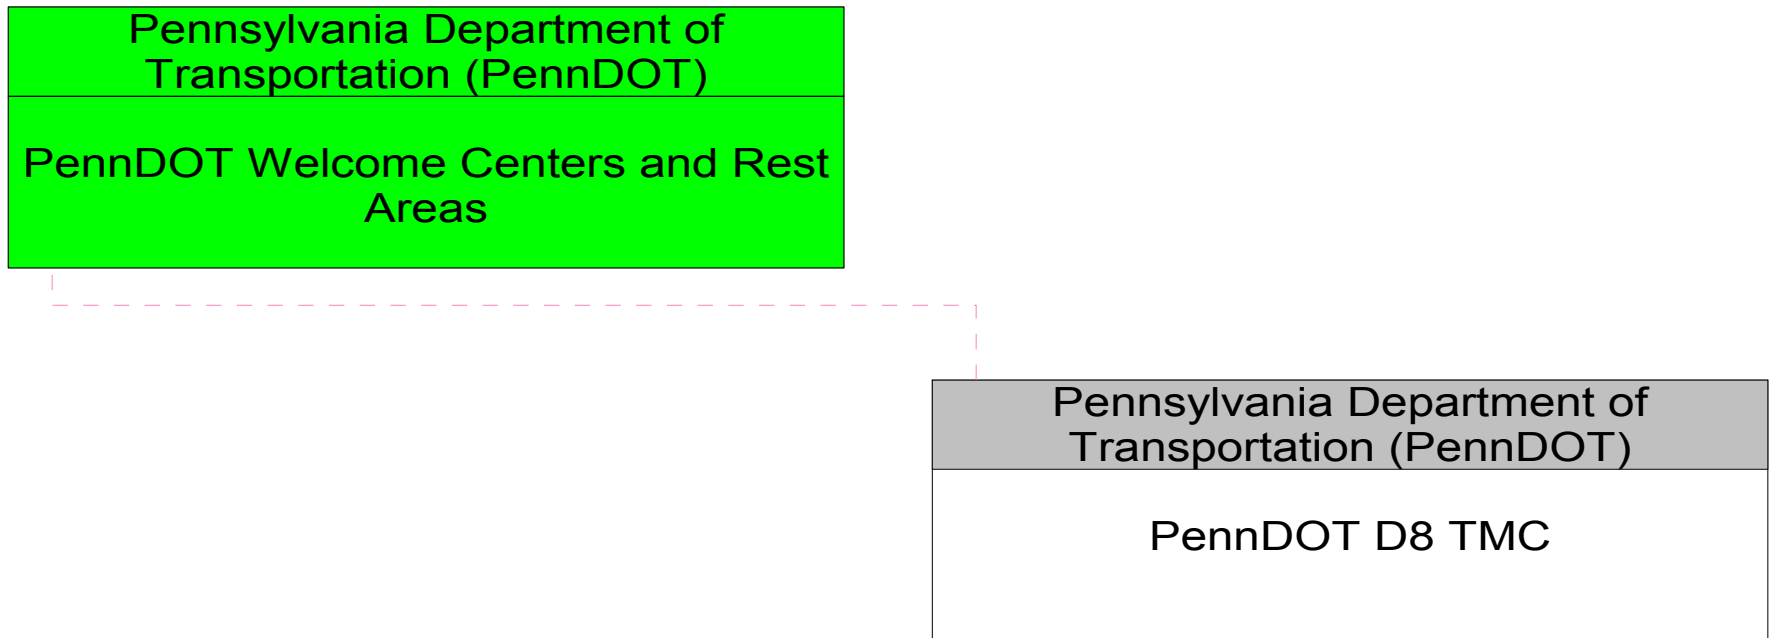 Pennsylvania Department of
Transportation (PennDOT)
PennDOT Welcome Centers and Rest
Areas
Pennsylvania Department of
Transportation (PennDOT)
PennDOT D8 TMC